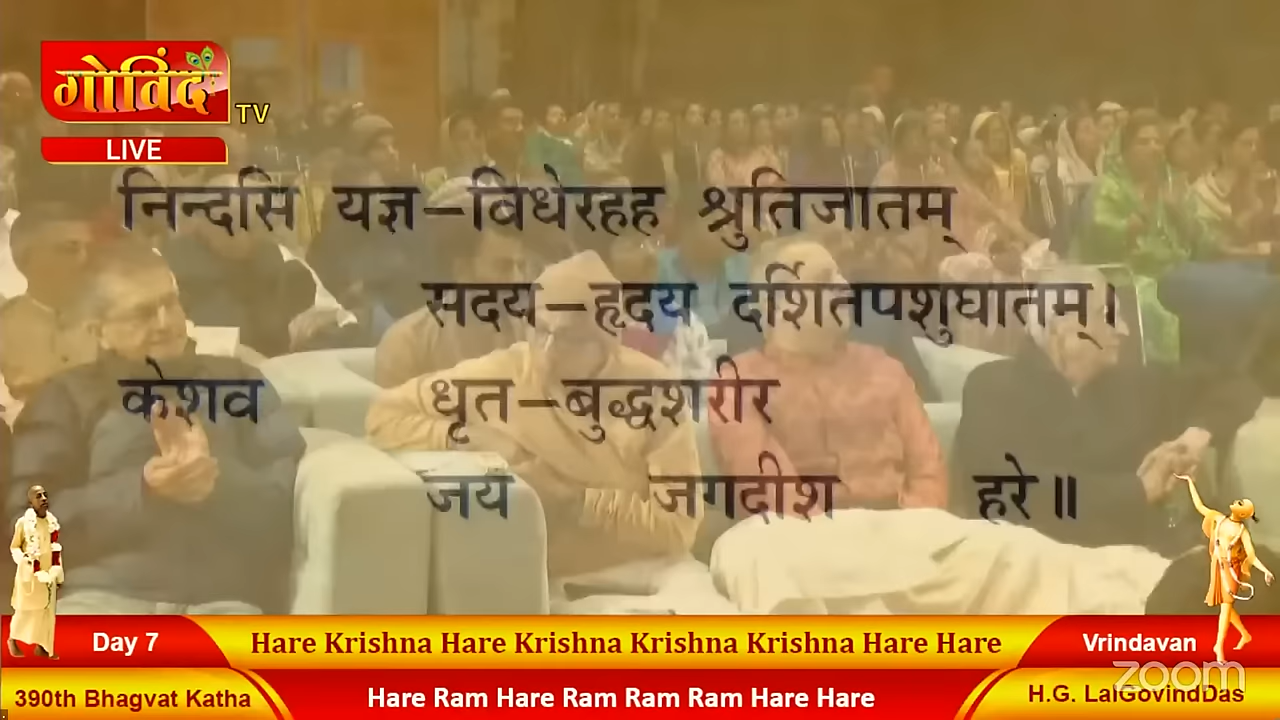 गोविंद
TV
LIVE
निन्दसि यज्ञ–विधेरहह श्रुतिजातम्
सदय–हृदय दर्शितपशुघातम्।
केशव धृत–बुद्धशरीर
जय जगदीश हरे॥
Day 7
Hare Krishna Hare Krishna Krishna Krishna Hare Hare
Vrindavan
zoom
390th Bhagvat Katha
Hare Ram Hare Ram Ram Ram Hare Hare
H.G. LalGovindDas